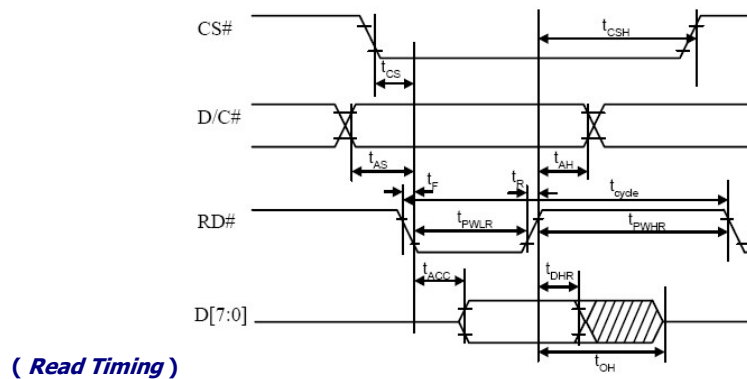 CS#
tCSH
tCS
D/C#
tAS
tF
tR
tAH
tcycle
RD#
tPWLR
tPWHR
tACC
tDHR
D[7:0]
tOH
( Read Timing )